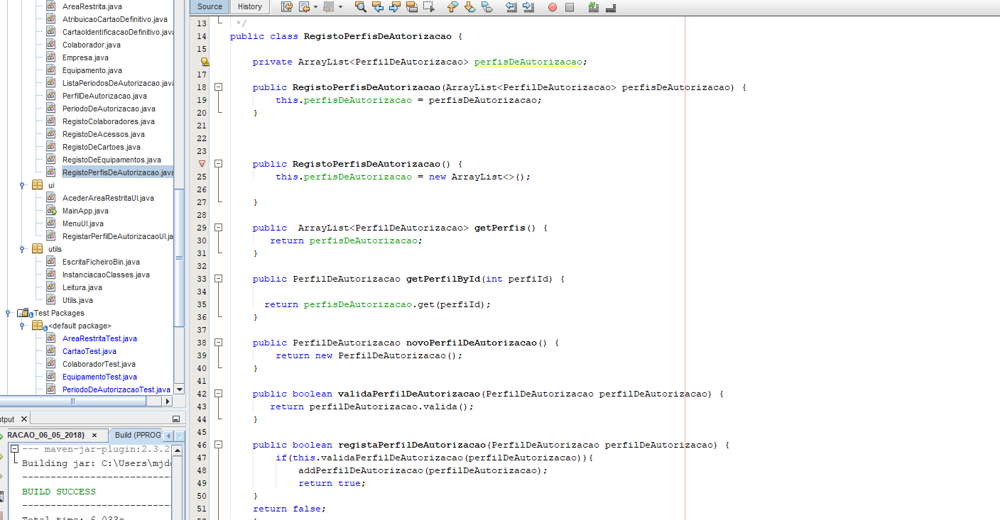 AreaRestrita.java
AtribuicaoCartaoDefinitivo.java
CartaoIdentificacaoDefinitivo.java
Colaborador.java
Empresa.java
Equipamento.java
ListaPeriodosDeAutorizacao.java
PerfilDeAutorizacao.java
PeriodoDeAutorizacao.java
RegistoColaboradores.java
RegistoDeAcessos.java
RegistoDeCartoes.java
RegistoDeEquipamentos.java
RegistoPerfisDeAutorizacao.java
ui
AcederAreaRestritaUI.java
MainApp.java
MenuUI.java
RegistarPerfilDeAutorizacaoUI.ja
utils
EscritaFicheiroBin.java
InstanciacaoClasses.java
Leitura.java
Utils.java
Test Packages
<default package>
AreaRestritaTest.java
CartaoTest.java
ColaboradorTest.java
EquipamentoTest.java
PeriodoDeAutorizacaoTest.java
utput
RACAO_06_05_2018) Build (PPROG
--- maven-jar-plugin:2.3.2
Building jar: C:\Users\mjd
BUILD SUCCESS
Total time: 6.033s
Source History
13 */
14 public class RegistoPerfisDeAutorizacao {
15
private ArrayList<PerfilDeAutorizacao> perfisDeAutorizacao;
17
18 public RegistoPerfisDeAutorizacao(ArrayList<PerfilDeAutorizacao> perfisDeAutorizacao) {
19 this.perfisDeAutorizacao = perfisDeAutorizacao;
20 }
21
22
23
public RegistoPerfisDeAutorizacao() {
25 this.perfisDeAutorizacao = new ArrayList<>();
26
27 }
28
29 public  ArrayList<PerfilDeAutorizacao> getPerfis() {
30 return perfisDeAutorizacao;
31 }
32
33 public PerfilDeAutorizacao getPerfilById(int perfiId) {
34
35 return perfisDeAutorizacao.get(perfiId);
36 }
37
38 public PerfilDeAutorizacao novoPerfilDeAutorizacao() {
39 return new PerfilDeAutorizacao();
40 }
41
42 public boolean validaPerfilDeAutorizacao(PerfilDeAutorizacao perfilDeAutorizacao) {
43 return perfilDeAutorizacao.valida();
44 }
45
46 public boolean registaPerfilDeAutorizacao(PerfilDeAutorizacao perfilDeAutorizacao) {
47 if(this.validaPerfilDeAutorizacao(perfilDeAutorizacao)){
48 addPerfilDeAutorizacao(perfilDeAutorizacao);
49 return true;
50 }
51 return false;